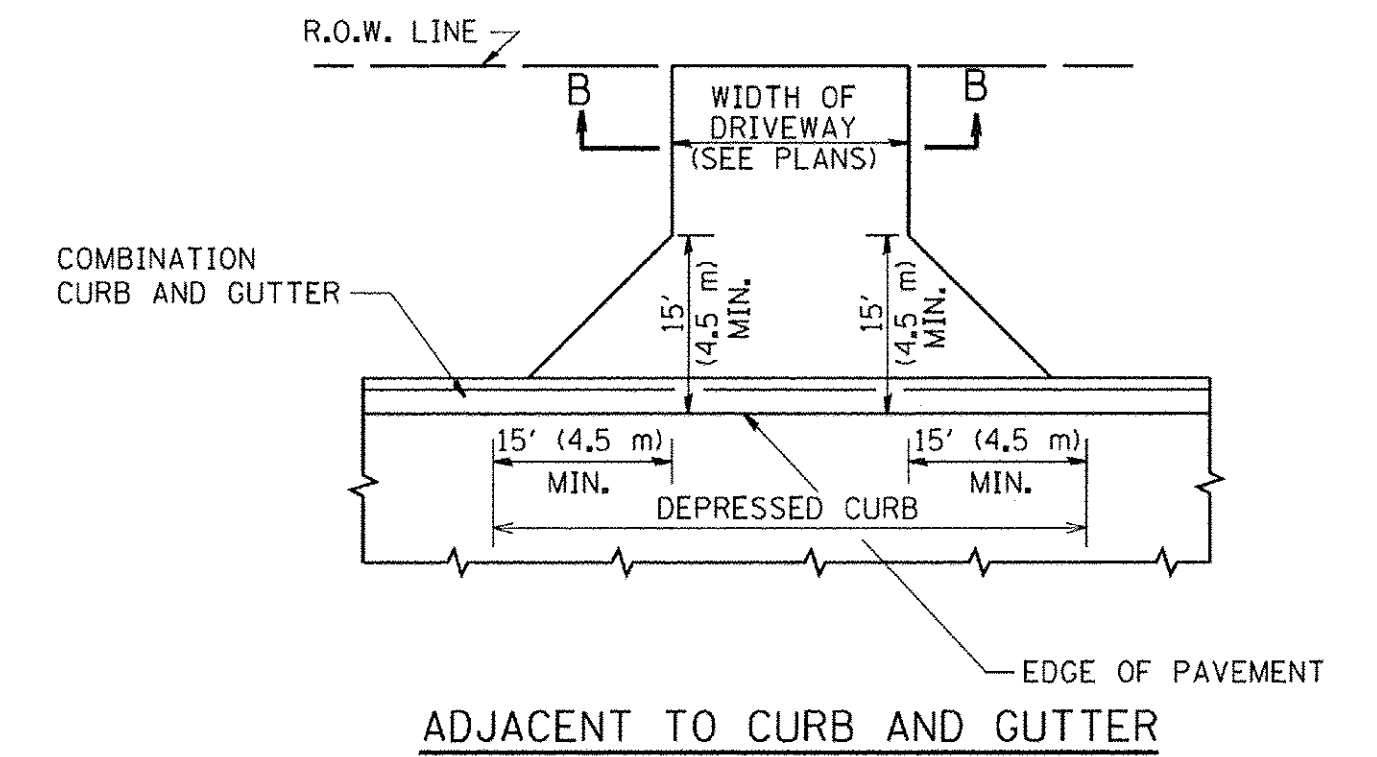 R.O.W. LINE
B
B
WIDTH OF
DRIVEWAY
(SEE PLANS)
COMBINATION
CURB AND GUTTER
15'
(4.5 m)
MIN.
15'
(4.5 m)
MIN.
15' (4.5 m)
MIN.
15' (4.5 m)
MIN.
DEPRESSED CURB
EDGE OF PAVEMENT
ADJACENT TO CURB AND GUTTER